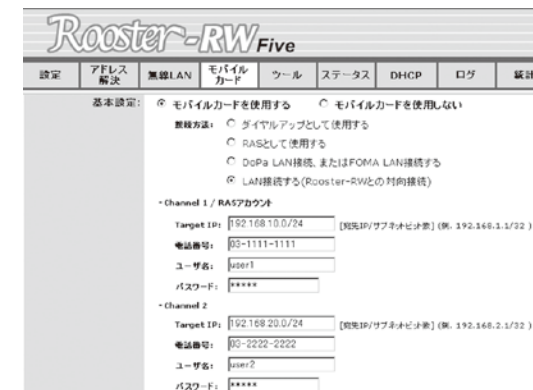 Rooster-RW Five
設定 アドレス解決 無線LAN モバイルカード ツール ステータス DHCP ログ 統計
基本設定: モバイルカードを使用する モバイルカードを使用しない
接続方法: ダイヤルアップとして使用する
RASとして使用する
DoPa LAN接続、またはFOMA LAN接続する
LAN接続する(Rooster-RWとの対向接続)
- Channel 1 / RASアカウント
Target IP: 192.168.10.0/24 [宛先IP/サブネットビット数] (例. 192.168.1.1/32 )
電話番号: 03-1111-1111
ユーザ名: user1
パスワード: *****
- Channel 2
Target IP: 192.168.20.0/24 [宛先IP/サブネットビット数] (例. 192.168.2.1/32 )
電話番号: 03-2222-2222
ユーザ名: user2
パスワード: *****